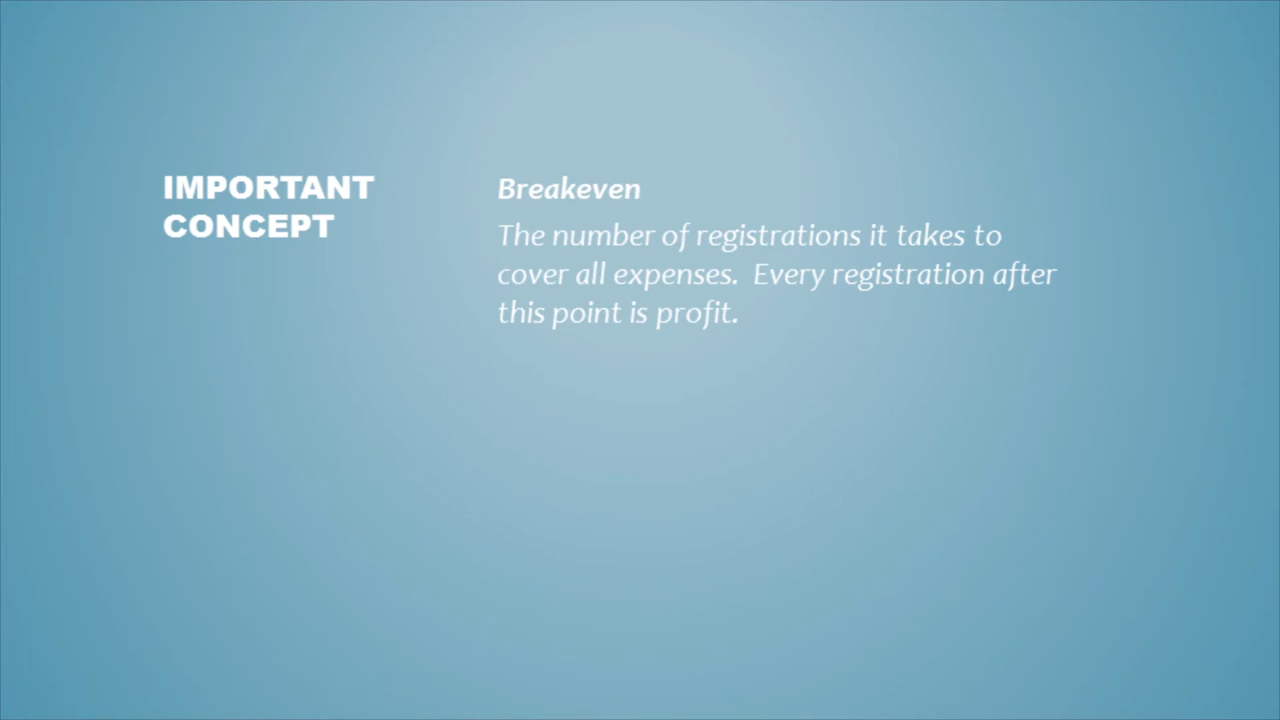 IMPORTANT
CONCEPT
Breakeven
The number of registrations it takes to
cover all expenses.  Every registration after
this point is profit.